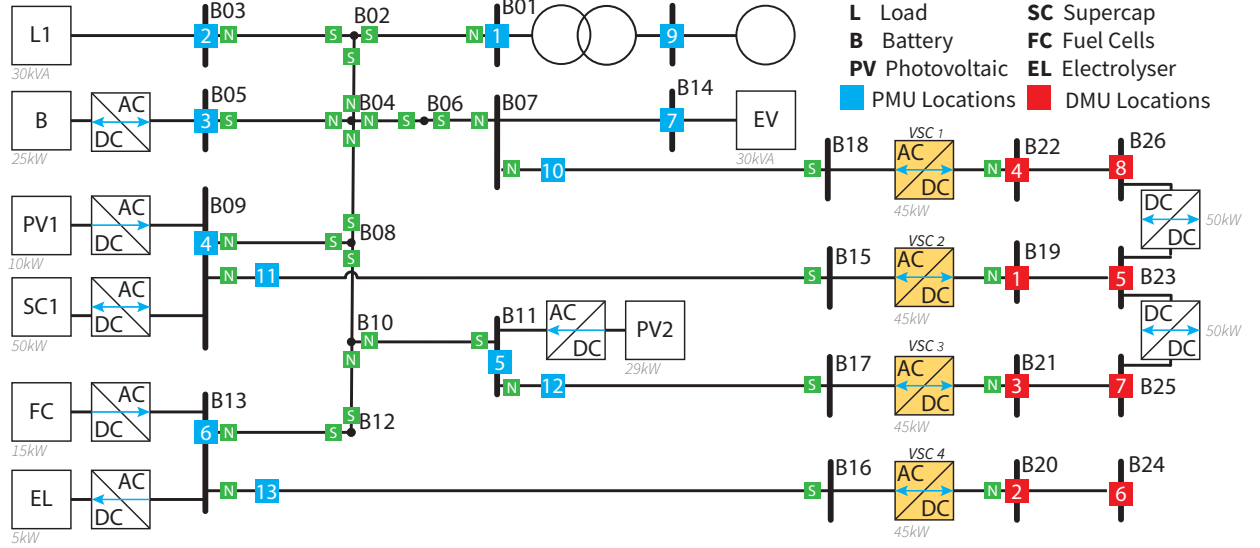 B03 B02 B01
L1 2 N S S N 1 9
30kVA S
L Load SC Supercap
B Battery FC Fuel Cells
PV Photovoltaic EL Electrolyser
PMU Locations DMU Locations
B05 N B04 B06 B07 B14
B AC DC 3 S N N S S N 7 EV
25kW N 30kVA
N 10 S B18 VSC 1 AC DC 45kW N B22 4 B26 8
DC DC 50kW
B09
PV1 AC DC 4 N S S B08 S
10kW
SC1 AC DC N 11 S B15 VSC 2 AC DC 45kW N B19 1 5 B23
50kW
DC DC 50kW
B10 N S B11 5 AC DC PV2
29kW
N N 12 S B17 VSC 3 AC DC 45kW N B21 3 7 B25
B13
FC AC DC 6 N S S B12
15kW
EL AC DC N 13 S B16 VSC 4 AC DC 45kW N B20 2 B24 6
5kW